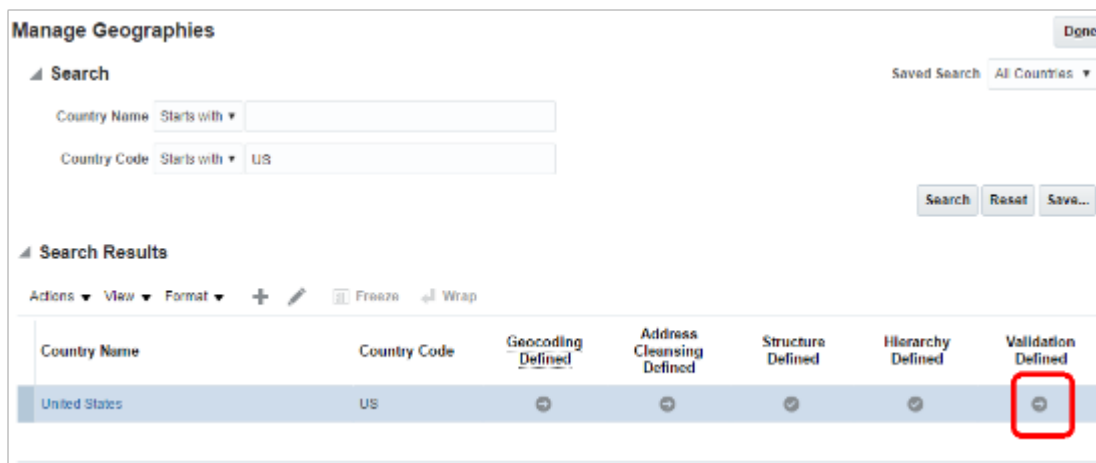 Manage Geographies
Done
Search
Saved Search All Countries
Country Name Starts with
Country Code Starts with US
Search Reset Save...
Search Results
Actions View Format Freeze Wrap
Country Name Country Code Geocoding Defined Address Cleansing Defined Structure Defined Hierarchy Defined Validation Defined
United States US